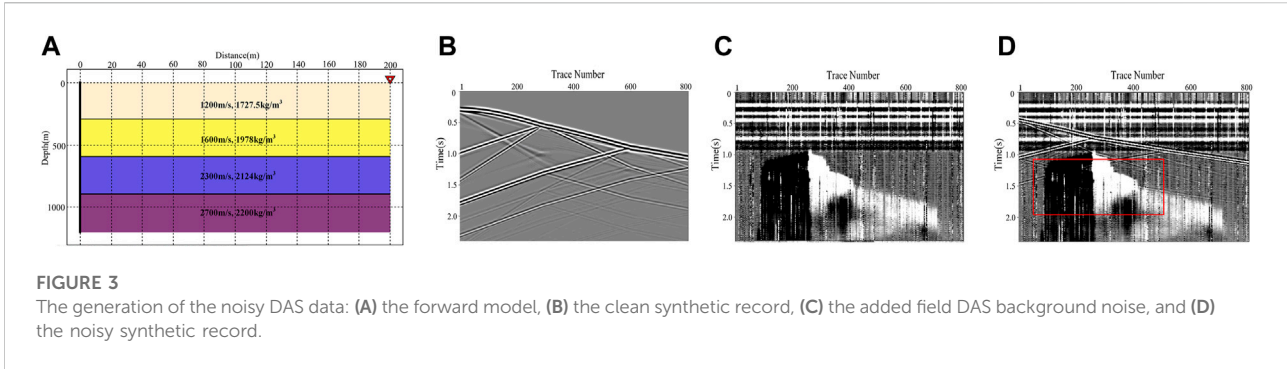 A
Distance(m)
0 20 40 60 80 100 120 140 160 180 200
Depth(m)
0
500
1000
1200m/s, 1727.5kg/m³
1600m/s, 1978kg/m³
2300m/s, 2124kg/m³
2700m/s, 2200kg/m³
B
Trace Number
0 200 400 600 800
Time(s)
0
0.5
1.0
1.5
2.0
C
Trace Number
0 200 400 600 800
Time(s)
0
0.5
1.0
1.5
2.0
D
Trace Number
0 200 400 600 800
Time(s)
0
0.5
1.0
1.5
2.0
FIGURE 3
The generation of the noisy DAS data: (A) the forward model, (B) the clean synthetic record, (C) the added field DAS background noise, and (D)
the noisy synthetic record.